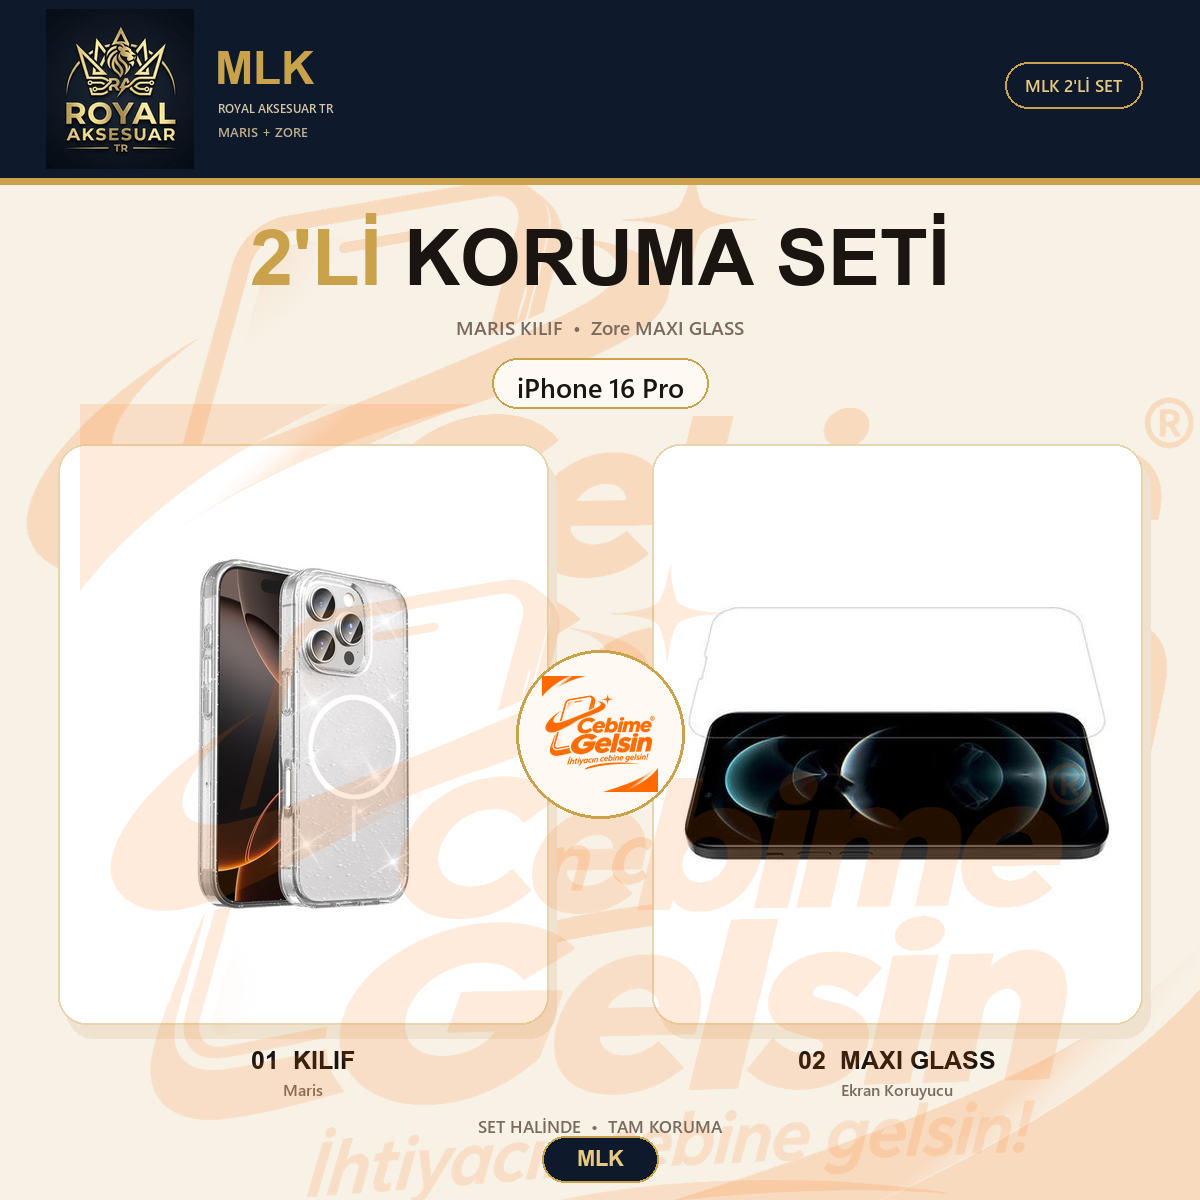 ROYAL
AKSESUAR
TR
MLK
ROYAL AKSESUAR TR
MARIS + ZORE
MLK 2'Lİ SET
2'Lİ KORUMA SETİ
MARIS KILIF • Zore MAXI GLASS
iPhone 16 Pro
Cebime®
Gelsin
İhtiyacın cebine gelsin!
Cebime
Gelsin
01 KILIF
Maris
02 MAXI GLASS
Ekran Koruyucu
SET HALİNDE • TAM KORUMA
MLK